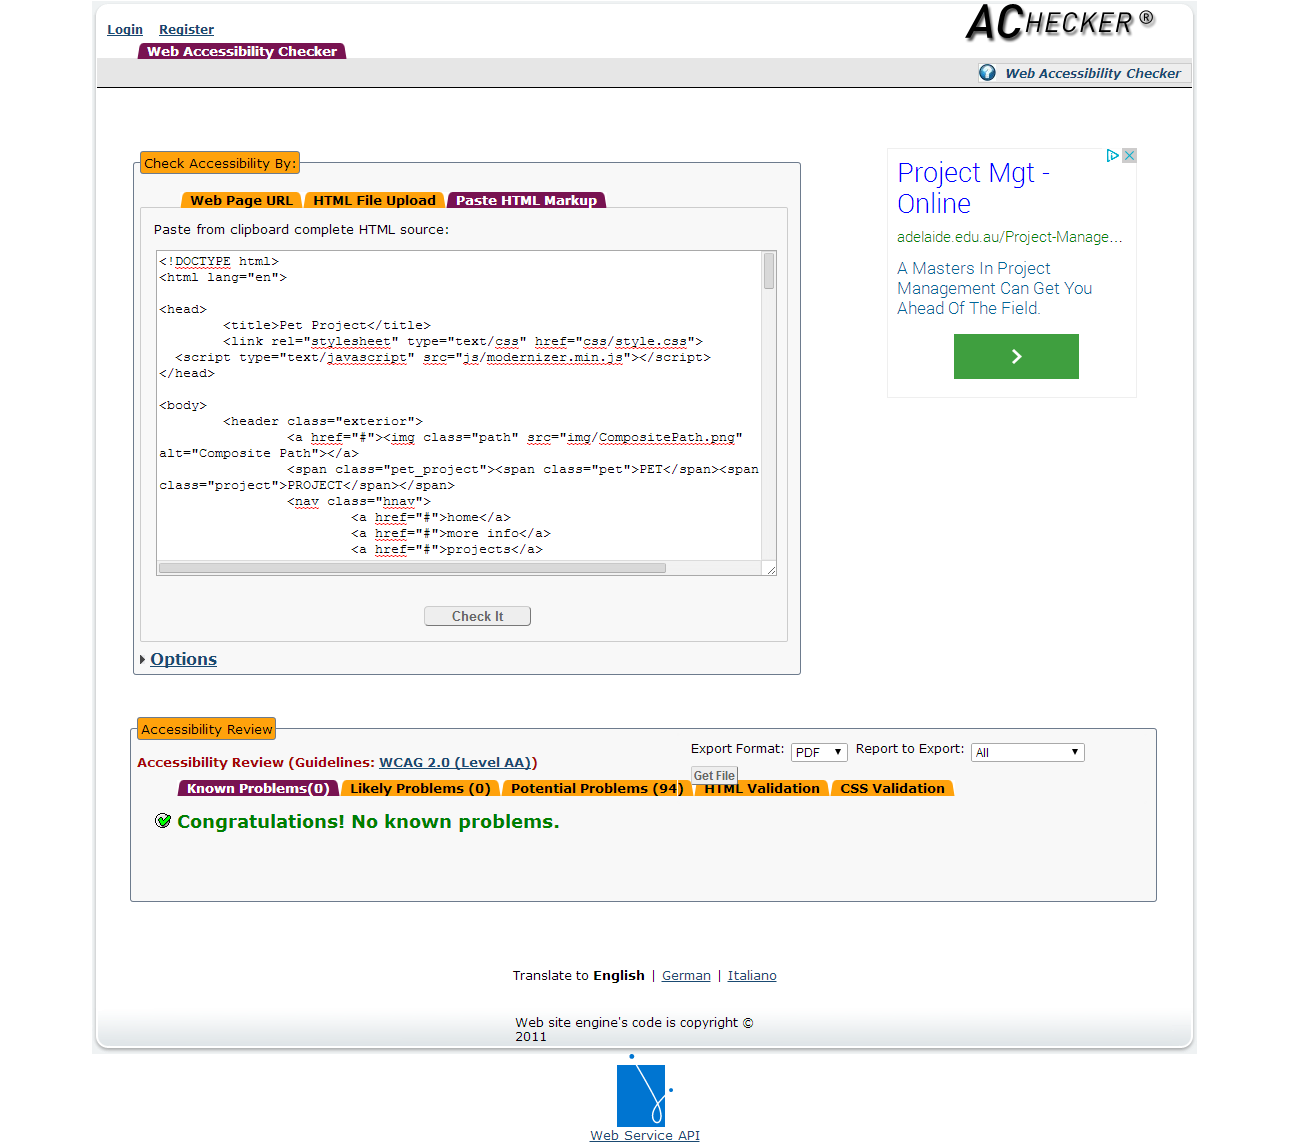 Login Register
ACHECKER ®
Web Accessibility Checker
Web Accessibility Checker
Check Accessibility By:
Web Page URL HTML File Upload Paste HTML Markup
Paste from clipboard complete HTML source:
<!DOCTYPE html>
<html lang="en">
<head>
<title>Pet Project</title>
<link rel="stylesheet" type="text/css" href="css/style.css">
<script type="text/javascript" src="js/modernizer.min.js"></script>
</head>
<body>
<header class="exterior">
<a href="#"><img class="path" src="img/CompositePath.png"
alt="Composite Path"></a>
<span class="pet_project"><span class="pet">PET</span><span
class="project">PROJECT</span></span>
<nav class="hnav">
<a href="#">home</a>
<a href="#">more info</a>
<a href="#">projects</a>
Check It
Options
Project Mgt -
Online
adelaide.edu.au/Project-Manage...
A Masters In Project
Management Can Get You
Ahead Of The Field.
Accessibility Review
Export Format: PDF Report to Export: All
Accessibility Review (Guidelines: WCAG 2.0 (Level AA))
Get File
Known Problems(0) Likely Problems (0) Potential Problems (94) HTML Validation CSS Validation
Congratulations! No known problems.
Translate to English | German | Italiano
Web site engine's code is copyright ©
2011
Web Service API